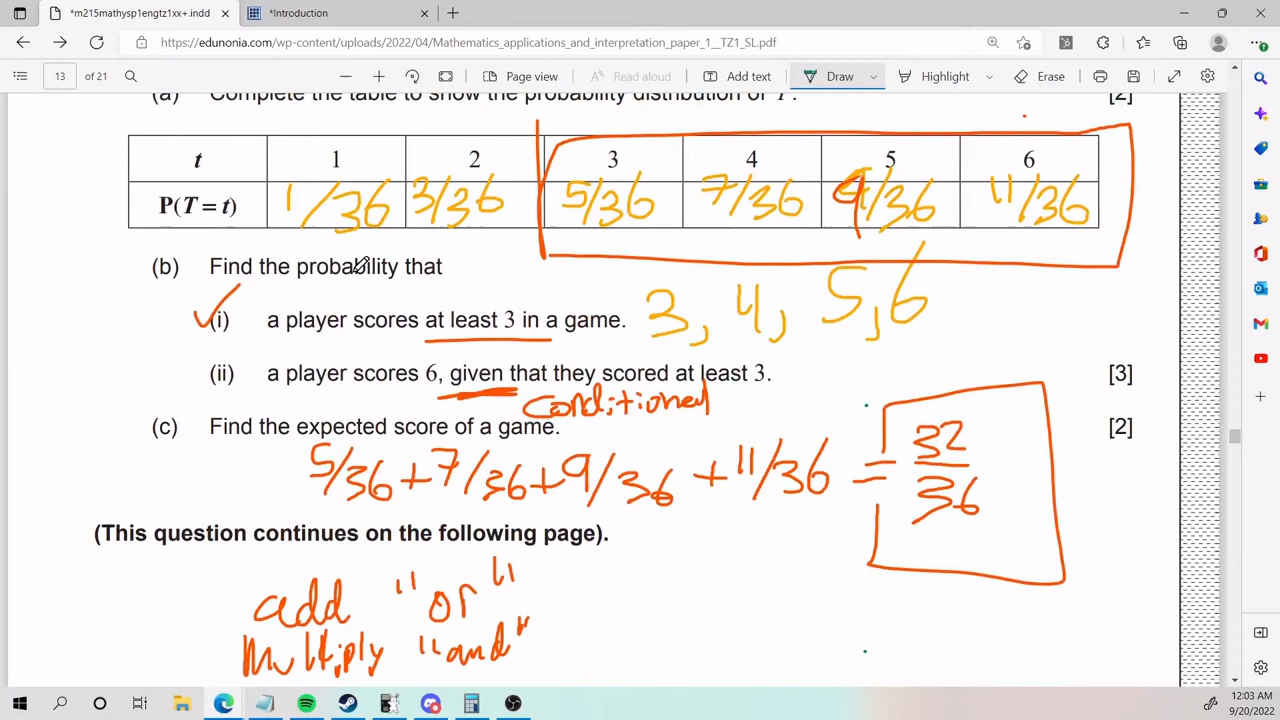 *m215mathysp1engtz1xx+.indd
*Introduction
https://edunonia.com/wp-content/uploads/2022/04/Mathematics_applications_and_interpretation_paper_1__TZ1_SL.pdf
13 of 21
Page view
Read aloud
Add text
Draw
Highlight
Erase
(a) Complete the table to show the probability distribution of T. [2]
t 1 2 3 4 5 6
P(T = t) 1/36 3/36 5/36 7/36 9/36 11/36
(b) Find the probability that
(i) a player scores at least 3 in a game. 3, 4, 5, 6
(ii) a player scores 6, given that they scored at least 3. [3]
Conditional
(c) Find the expected score of a game. [2]
5/36 + 7/36 + 9/36 + 11/36 = 32/36
(This question continues on the following page).
add "or"
Multiply "and"
12:03 AM
9/20/2022